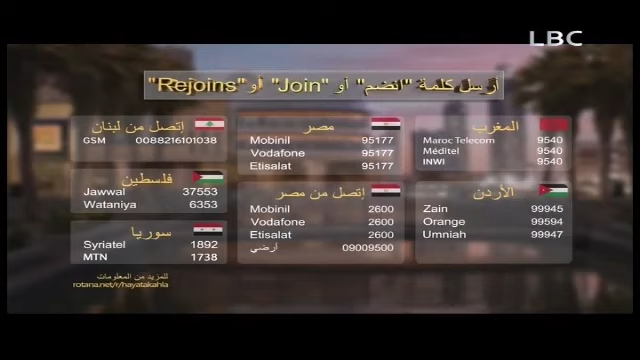 LBC
أرسل كلمة "انضم" أو "Join" أو "Rejoins"
إتصل من لبنان
GSM 0088216101038
مصر
Mobinil 95177
Vodafone 95177
Etisalat 95177
المغرب
Maroc Telecom 9540
Méditel 9540
INWI 9540
فلسطين
Jawwal 37553
Wataniya 6353
إتصل من مصر
Mobinil 2600
Vodafone 2600
Etisalat 2600
أرضي 09009500
الأردن
Zain 99945
Orange 99594
Umniah 99947
سوريا
Syriatel 1892
MTN 1738
للمزيد من المعلومات
rotana.net/r/hayatakahla